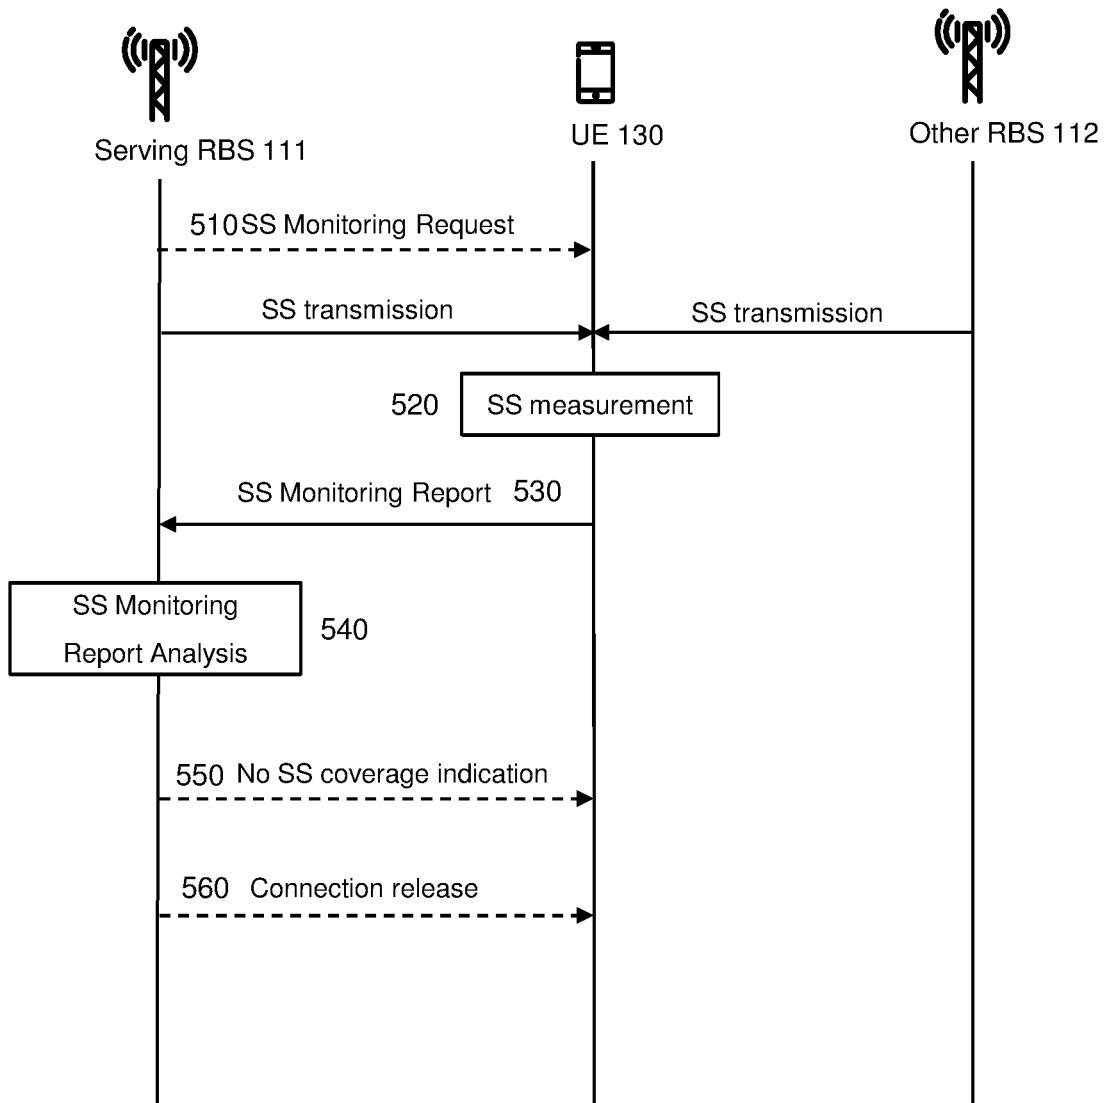 Serving RBS 111
UE 130
Other RBS 112
510 SS Monitoring Request
SS transmission
SS transmission
520
SS measurement
SS Monitoring Report 530
SS Monitoring
Report Analysis
540
550 No SS coverage indication
560 Connection release